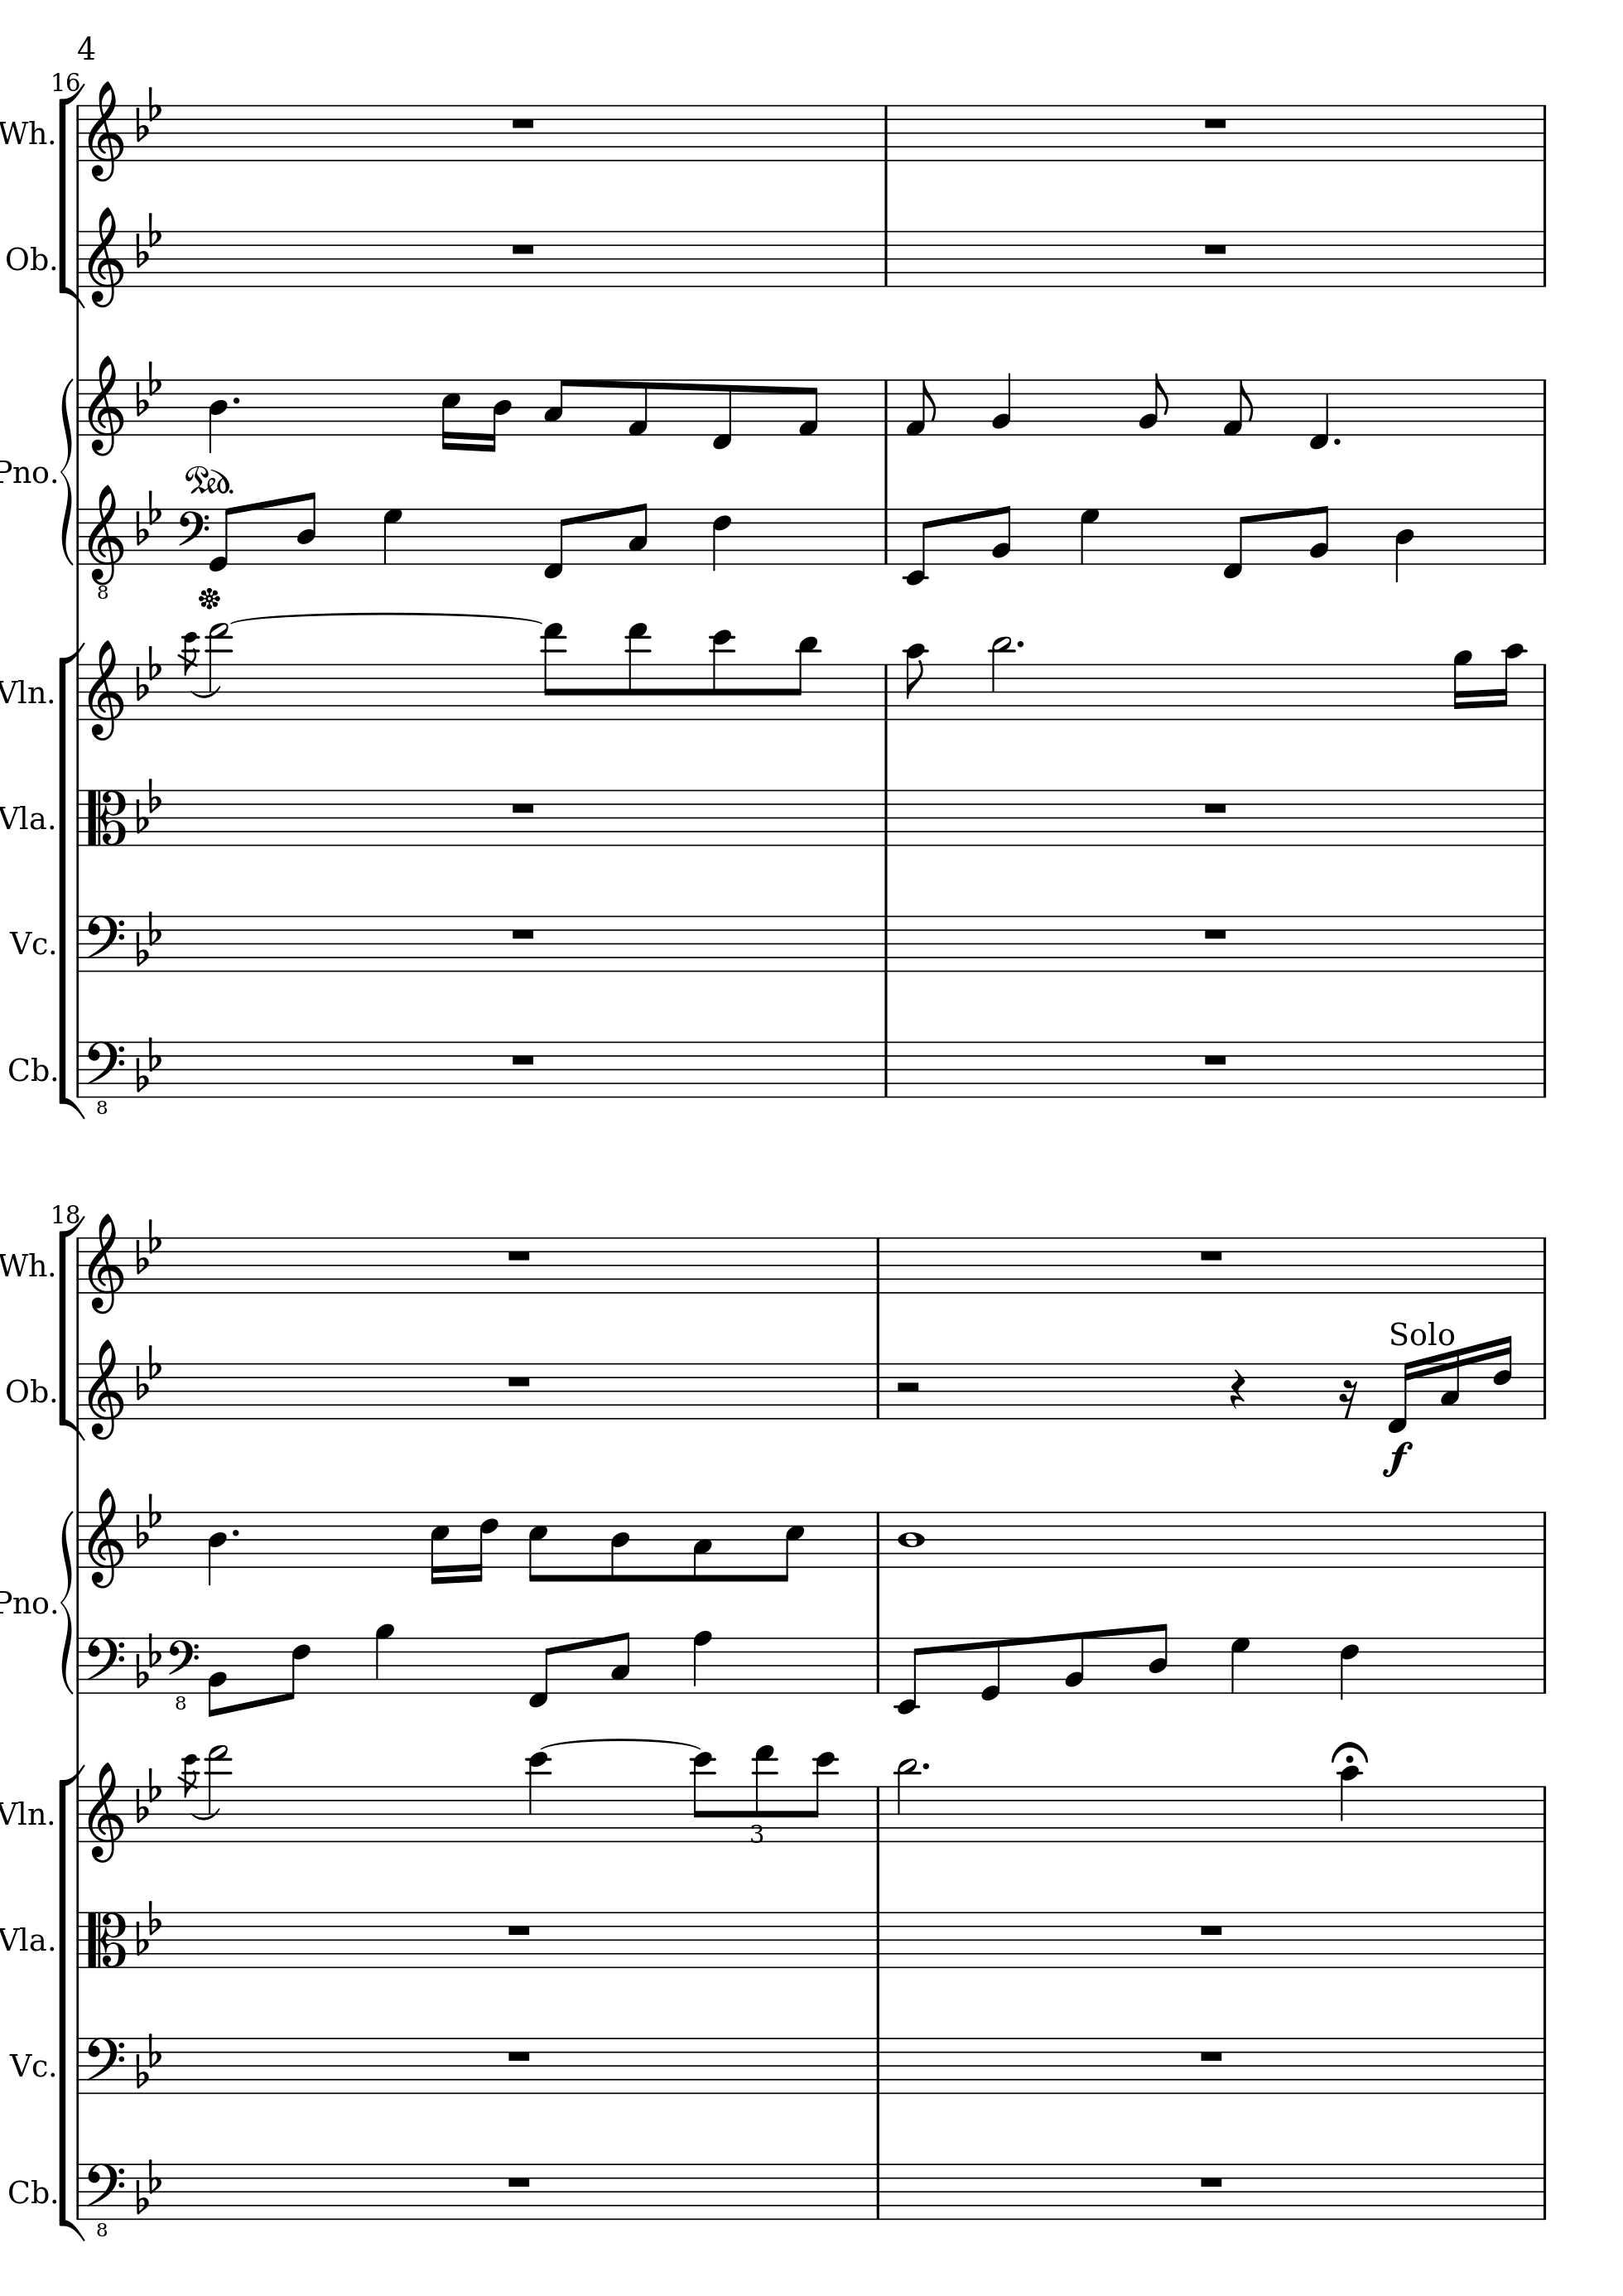 4
16
Wh.
Ob.
Pno.
Ped.
8
Vln.
Vla.
Vc.
Cb.
8
18
Wh.
Solo
Ob.
f
Pno.
8
Vln.
3
Vla.
Vc.
Cb.
8